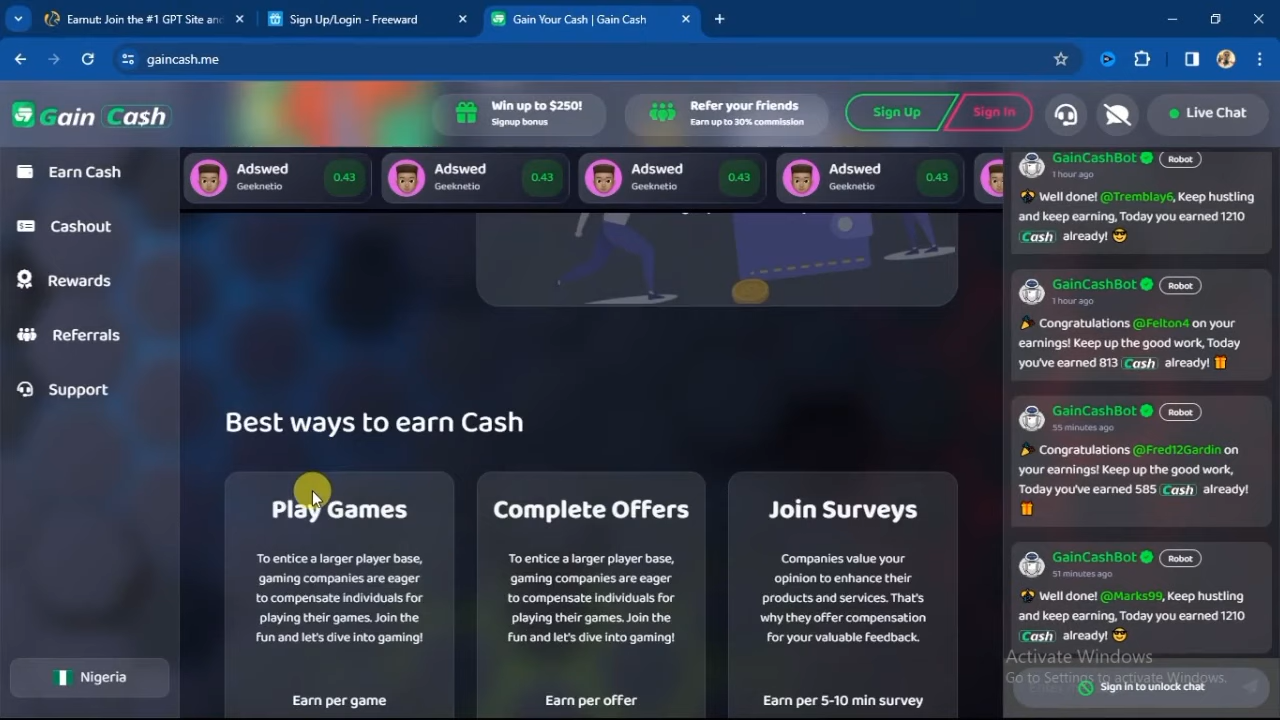 Earnut: Join the #1 GPT Site and
Sign Up/Login - Freeward
Gain Your Cash | Gain Cash
gaincash.me
Gain Cash
Win up to $250!
Signup bonus
Refer your friends
Earn up to 30% commission
Sign Up
Sign In
Live Chat
Earn Cash
Cashout
Rewards
Referrals
Support
Nigeria
Adswed
Geeknetio
0.43
Adswed
Geeknetio
0.43
Adswed
Geeknetio
0.43
Adswed
Geeknetio
0.43
Best ways to earn Cash
Play Games
To entice a larger player base,
gaming companies are eager
to compensate individuals for
playing their games. Join the
fun and let's dive into gaming!
Earn per game
Complete Offers
To entice a larger player base,
gaming companies are eager
to compensate individuals for
playing their games. Join the
fun and let's dive into gaming!
Earn per offer
Join Surveys
Companies value your
opinion to enhance their
products and services. That's
why they offer compensation
for your valuable feedback.
Earn per 5-10 min survey
GainCashBot Robot
1 hour ago
Well done! @Tremblay6, Keep hustling
and keep earning, Today you earned 1210
Cash already!
GainCashBot Robot
1 hour ago
Congratulations @Felton4 on your
earnings! Keep up the good work, Today
you've earned 813 Cash already!
GainCashBot Robot
55 minutes ago
Congratulations @Fred12Gardin on
your earnings! Keep up the good work,
Today you've earned 585 Cash already!
GainCashBot Robot
51 minutes ago
Well done! @Marks99, Keep hustling
and keep earning, Today you earned 1210
Cash already!
Activate Windows
Go to Settings to activate Windows.
Sign in to unlock chat